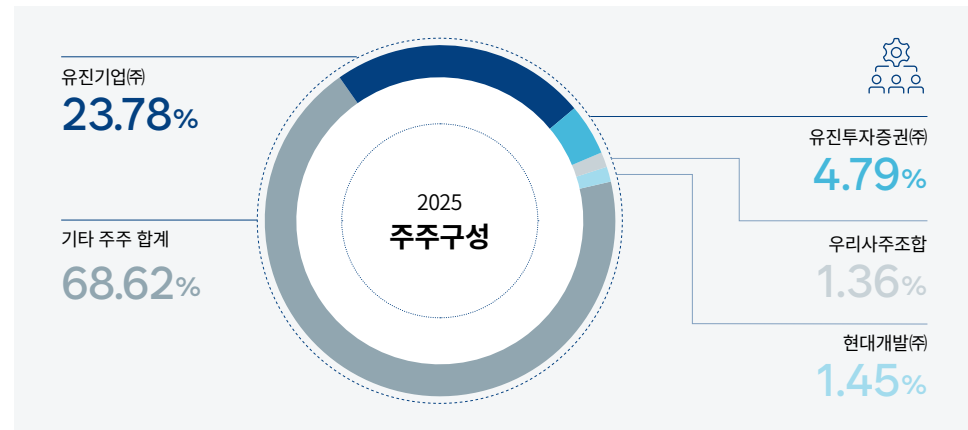 유진기업㈜
23.78%
기타 주주 합계
68.62%
2025
주주구성
유진투자증권㈜
4.79%
우리사주조합
1.36%
현대개발㈜
1.45%